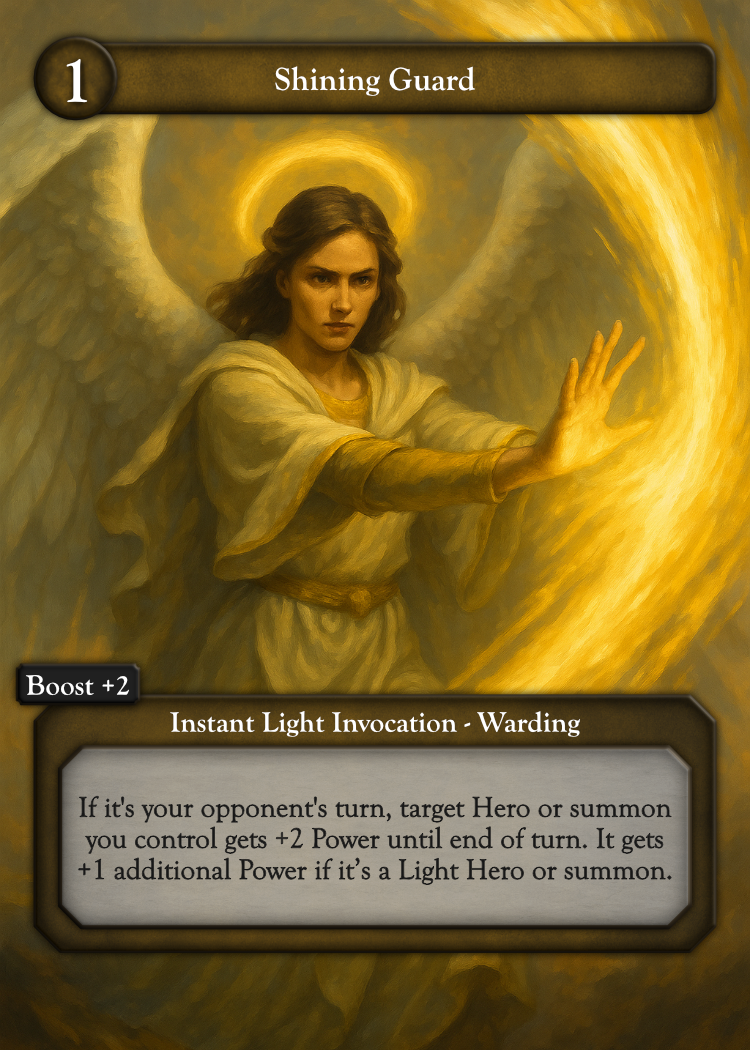 1
Shining Guard
Boost +2
Instant Light Invocation - Warding
If it's your opponent's turn, target Hero or summon
you control gets +2 Power until end of turn. It gets
+1 additional Power if it’s a Light Hero or summon.